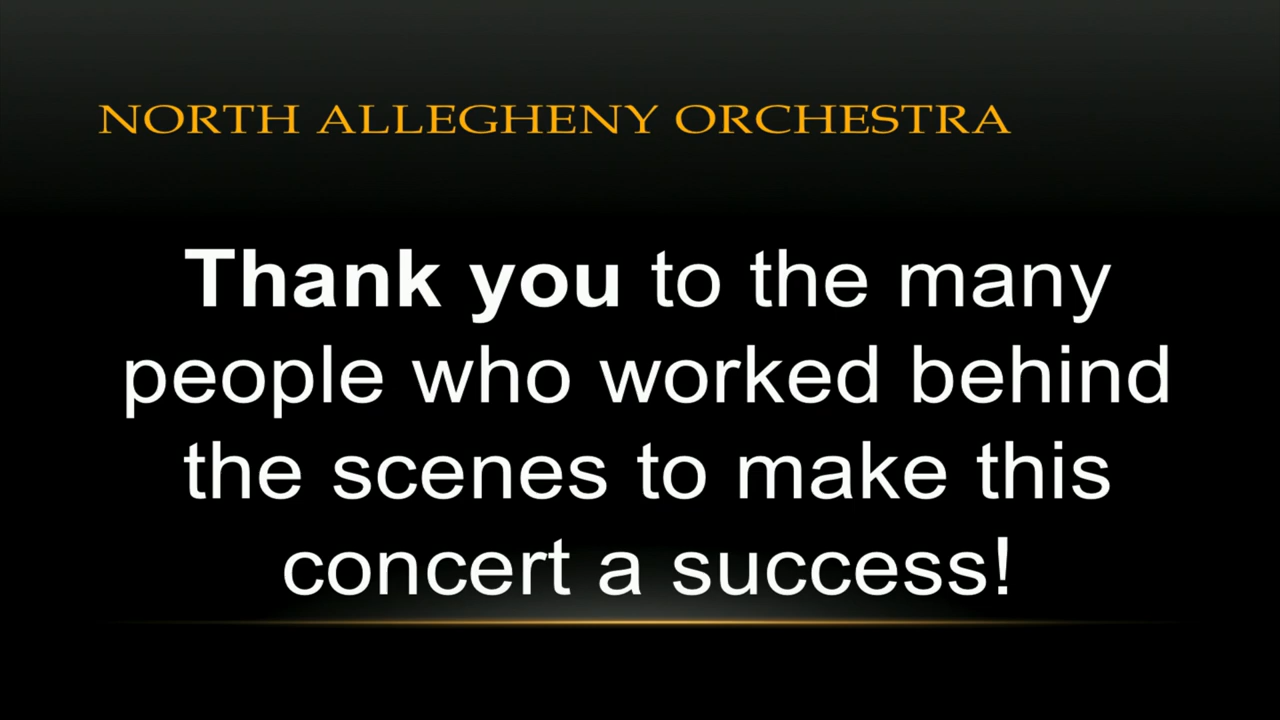 NORTH ALLEGHENY ORCHESTRA
Thank you to the many
people who worked behind
the scenes to make this
concert a success!